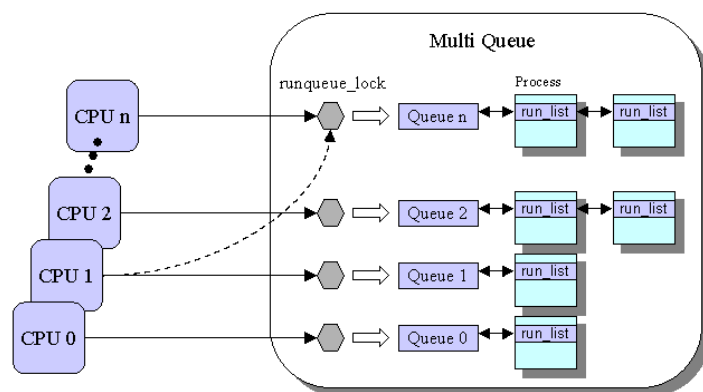 Multi Queue
runqueue_lock
Process
CPU n
Queue n
run_list
run_list
CPU 2
Queue 2
run_list
run_list
CPU 1
Queue 1
run_list
CPU 0
Queue 0
run_list